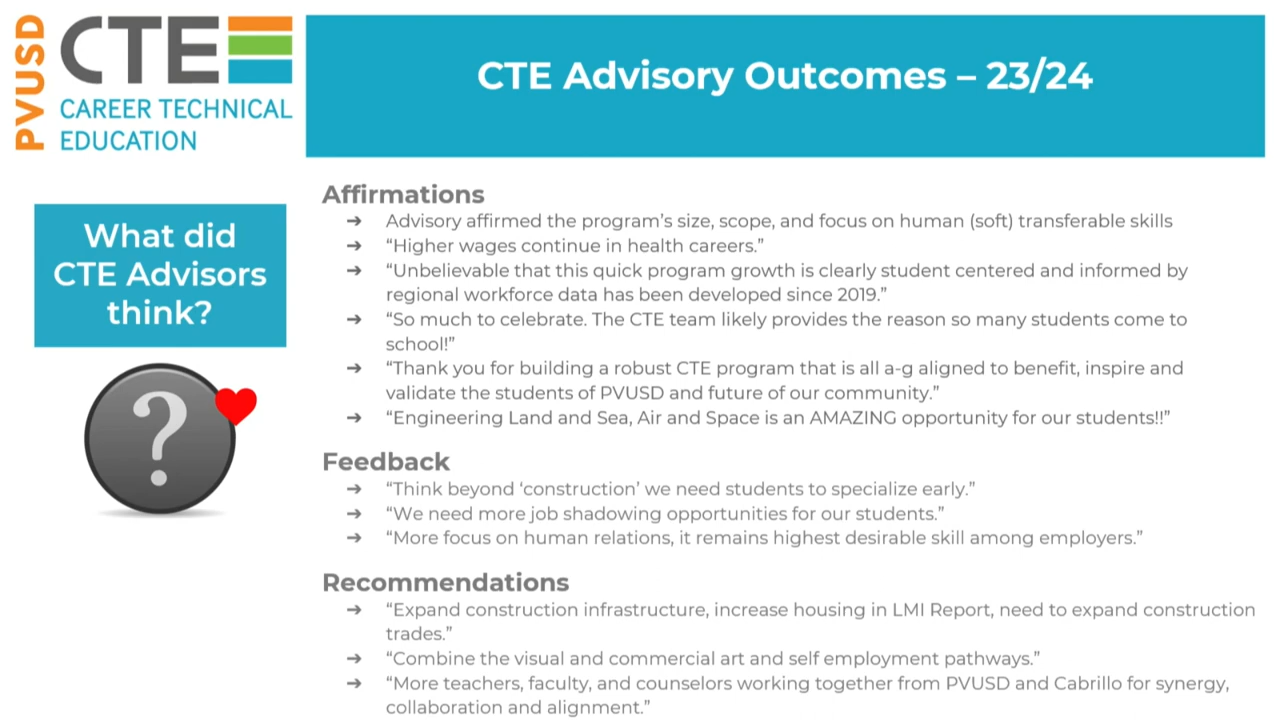 PVUSD
CTE
CAREER TECHNICAL
EDUCATION
CTE Advisory Outcomes – 23/24
What did
CTE Advisors
think?
?
Affirmations
➔ Advisory affirmed the program’s size, scope, and focus on human (soft) transferable skills
➔ “Higher wages continue in health careers.”
➔ “Unbelievable that this quick program growth is clearly student centered and informed by
regional workforce data has been developed since 2019.”
➔ “So much to celebrate. The CTE team likely provides the reason so many students come to
school!”
➔ “Thank you for building a robust CTE program that is all a-g aligned to benefit, inspire and
validate the students of PVUSD and future of our community.”
➔ “Engineering Land and Sea, Air and Space is an AMAZING opportunity for our students!!”
Feedback
➔ “Think beyond ‘construction’ we need students to specialize early.”
➔ “We need more job shadowing opportunities for our students.”
➔ “More focus on human relations, it remains highest desirable skill among employers.”
Recommendations
➔ “Expand construction infrastructure, increase housing in LMI Report, need to expand construction
trades.”
➔ “Combine the visual and commercial art and self employment pathways.”
➔ “More teachers, faculty, and counselors working together from PVUSD and Cabrillo for synergy,
collaboration and alignment.”